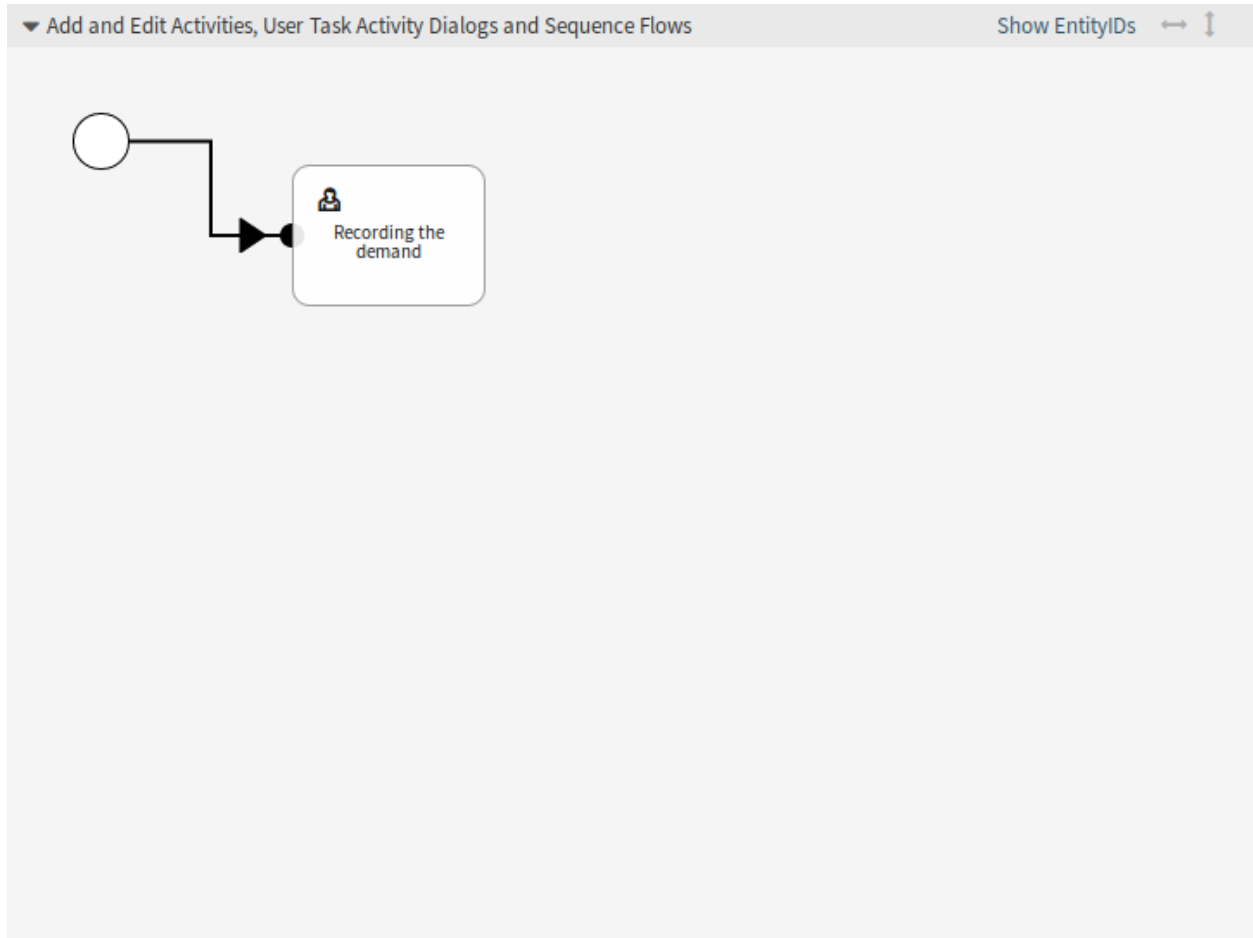 Add and Edit Activities, User Task Activity Dialogs and Sequence Flows
Show EntityIDs
Recording the
demand